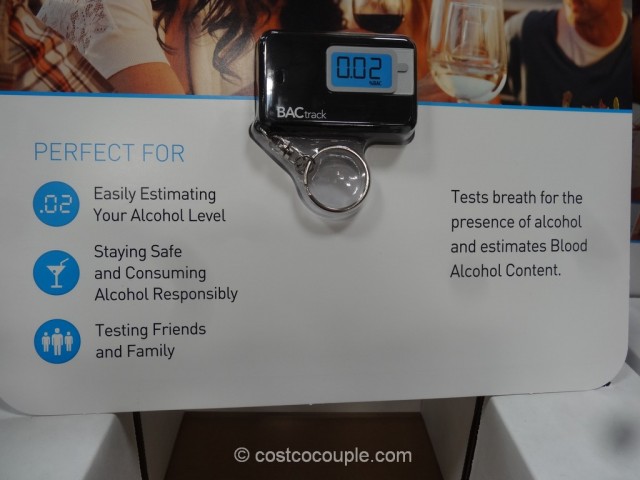 0.02
BACtrack
PERFECT FOR
.02
Easily Estimating
Your Alcohol Level
Staying Safe
and Consuming
Alcohol Responsibly
Testing Friends
and Family
Tests breath for the
presence of alcohol
and estimates Blood
Alcohol Content.
© costcocouple.com